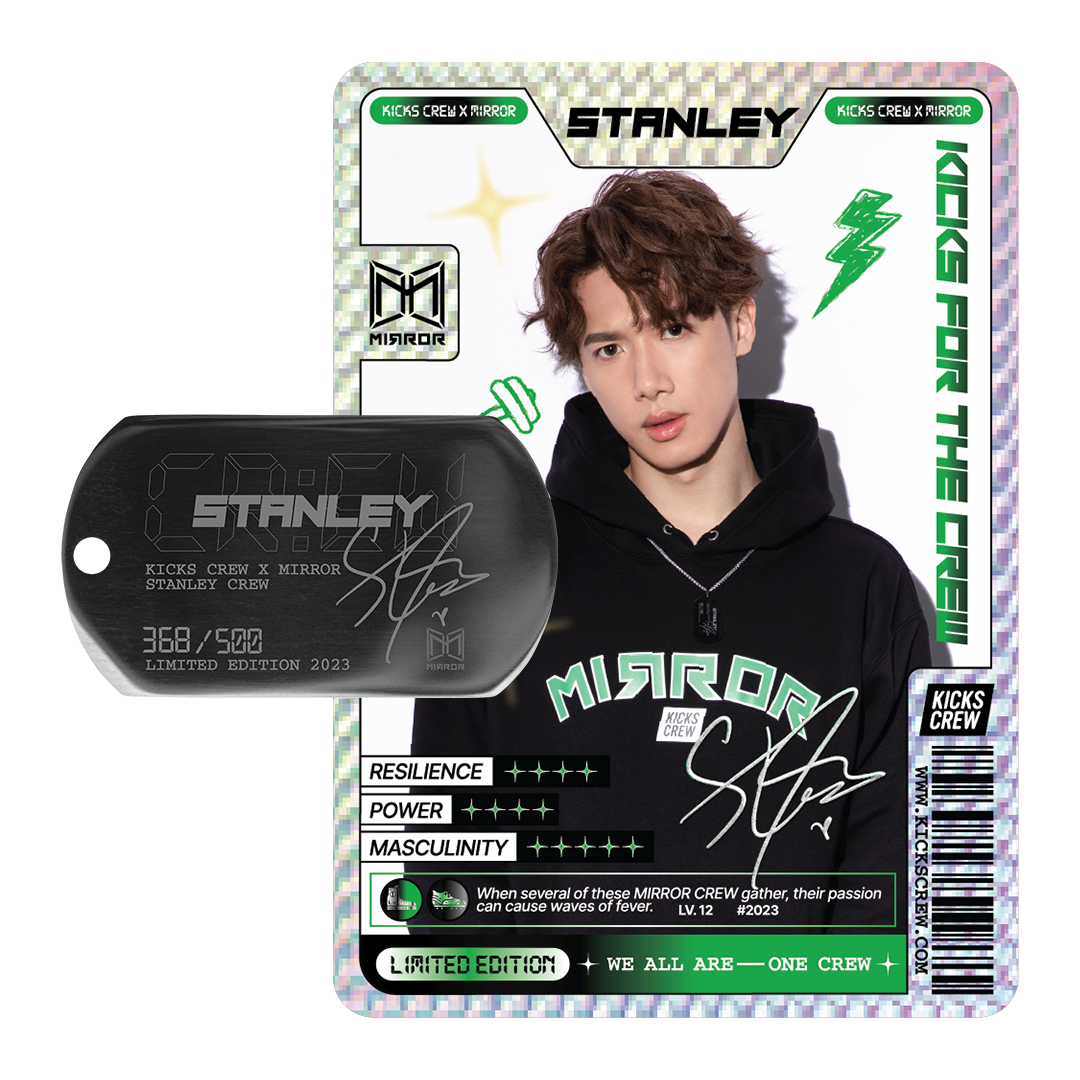 KICKS CREW X MIRROR
STANLEY
KICKS CREW X MIRROR
KICKS FOR THE CREW
MIRROR
CR:EW
STANLEY
KICKS CREW X MIRROR
STANLEY CREW
368/500
LIMITED EDITION 2023
MIRROR
STANLEY
MIRROR
KICKS
CREW
KICKS
CREW
RESILIENCE
POWER
MASCULINITY
When several of these MIRROR CREW gather, their passion
can cause waves of fever. LV.12 #2023
WWW.KICKSCREW.COM
LIMITED EDITION
WE ALL ARE—ONE CREW